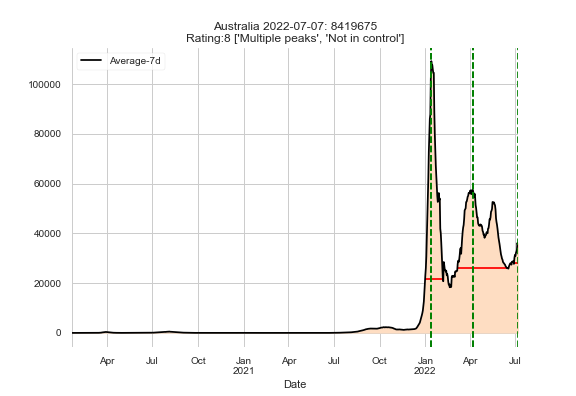 Australia 2022-07-07: 8419675
Rating:8 ['Multiple peaks', 'Not in control']
Average-7d
100000
80000
60000
40000
20000
0
Apr Jul Oct Jan Apr Jul Oct Jan Apr Jul
2021 2022
Date